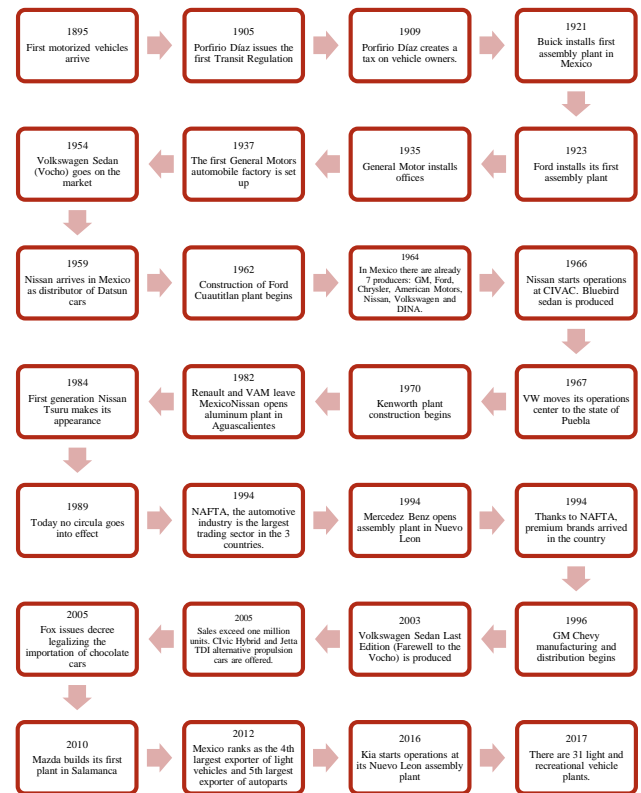 1895
First motorized vehicles
arrive
1905
Porfirio Díaz issues the
first Transit Regulation
1909
Porfirio Díaz creates a
tax on vehicle owners.
1921
Buick installs first
assembly plant in
Mexico
1923
Ford installs its first
assembly plant
1935
General Motor installs
offices
1937
The first General Motors
automobile factory is set
up
1954
Volkswagen Sedan
(Vocho) goes on the
market
1959
Nissan arrives in Mexico
as distributor of Datsun
cars
1962
Construction of Ford
Cuautitlan plant begins
1964
In Mexico there are already
7 producers: GM, Ford,
Chrysler, American Motors,
Nissan, Volkswagen and
DINA.
1966
Nissan starts operations
at CIVAC. Bluebird
sedan is produced
1967
VW moves its operations
center to the state of
Puebla
1970
Kenworth plant
construction begins
1982
Renault and VAM leave
MexicoNissan opens
aluminum plant in
Aguascalientes
1984
First generation Nissan
Tsuru makes its
appearance
1989
Today no circula goes
into effect
1994
NAFTA, the automotive
industry is the largest
trading sector in the 3
countries.
1994
Mercedez Benz opens
assembly plant in Nuevo
Leon
1994
Thanks to NAFTA,
premium brands arrived
in the country
1996
GM Chevy
manufacturing and
distribution begins
2003
Volkswagen Sedan Last
Edition (Farewell to the
Vocho) is produced
2005
Sales exceed one million
units. CIvic Hybrid and Jetta
TDI alternative propulsion
cars are offered.
2005
Fox issues decree
legalizing the
importation of chocolate
cars
2010
Mazda builds its first
plant in Salamanca
2012
Mexico ranks as the 4th
largest exporter of light
vehicles and 5th largest
exporter of autoparts
2016
Kia starts operations at
its Nuevo Leon assembly
plant
2017
There are 31 light and
recreational vehicle
plants.